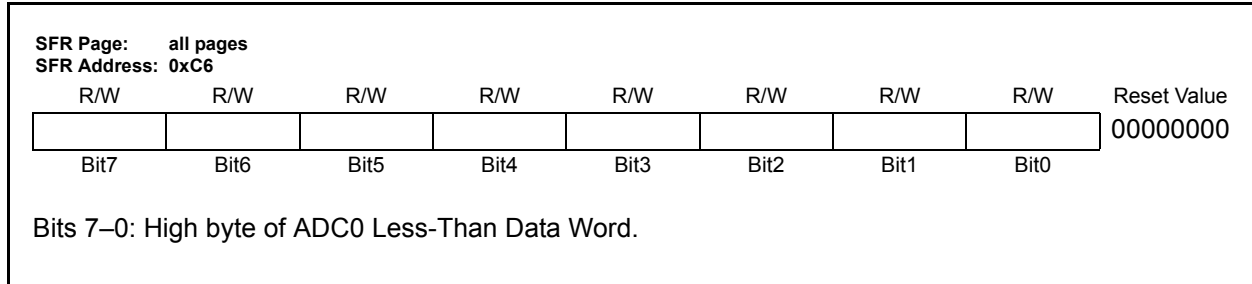 SFR Page: all pages
SFR Address: 0xC6
R/W R/W R/W R/W R/W R/W R/W R/W Reset Value
00000000
Bit7 Bit6 Bit5 Bit4 Bit3 Bit2 Bit1 Bit0
Bits 7–0: High byte of ADC0 Less-Than Data Word.